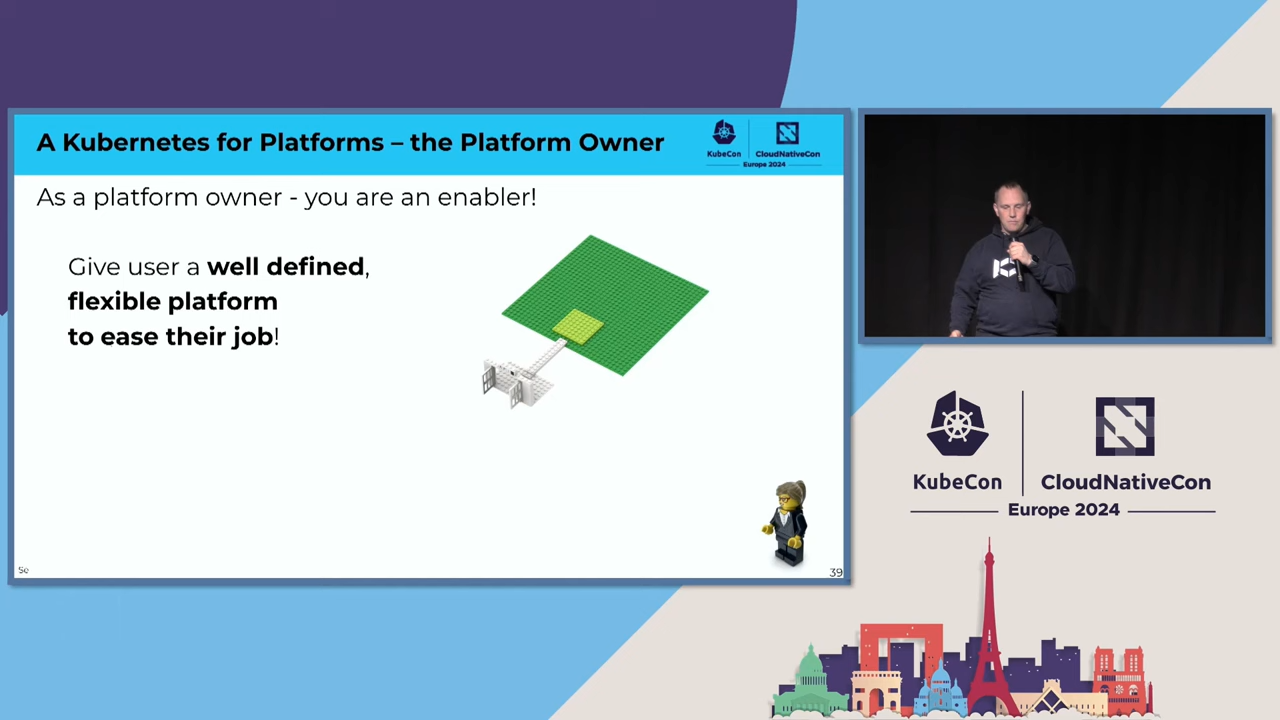 A Kubernetes for Platforms – the Platform Owner
KubeCon
CloudNativeCon
Europe 2024
As a platform owner - you are an enabler!
Give user a well defined,
flexible platform
to ease their job!
39
KubeCon
CloudNativeCon
Europe 2024